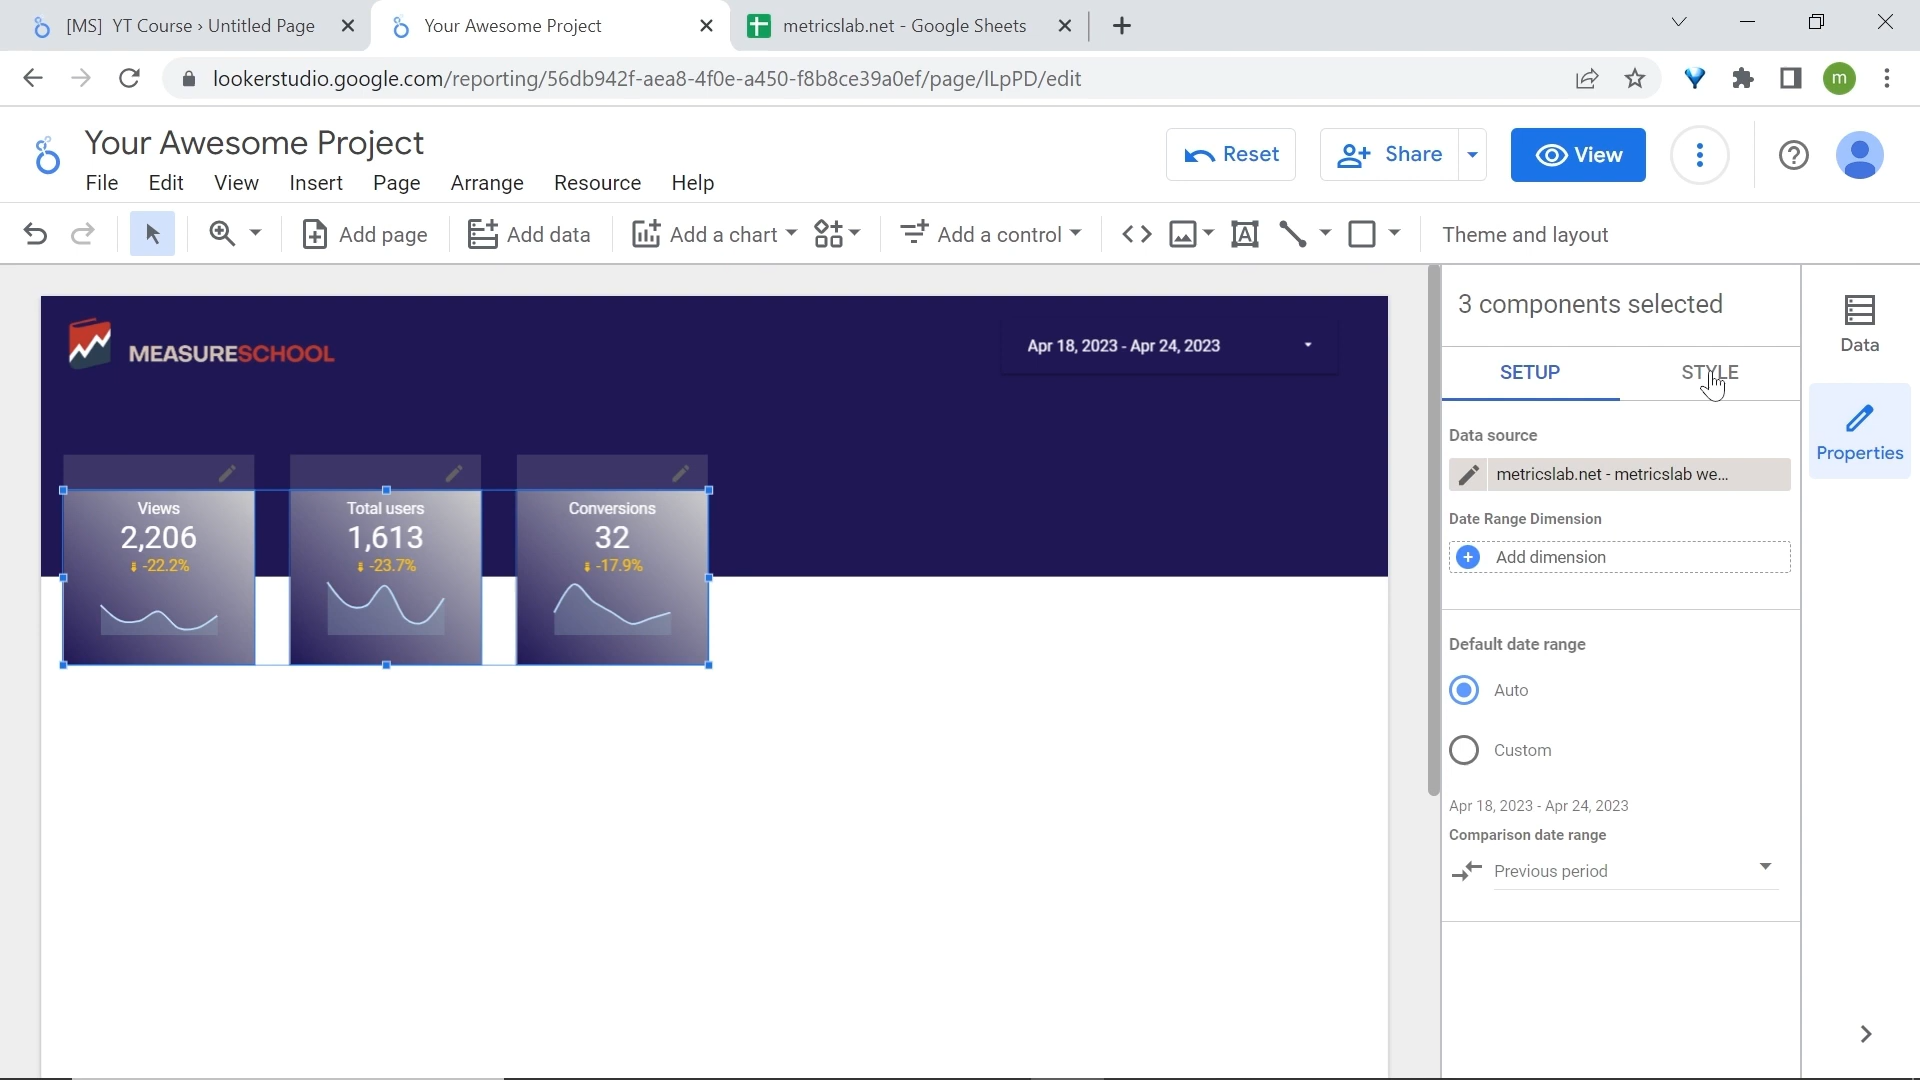 [MS] YT Course › Untitled Page
Your Awesome Project
metricslab.net - Google Sheets
lookerstudio.google.com/reporting/56db942f-aea8-4f0e-a450-f8b8ce39a0ef/page/lLpPD/edit
m
Your Awesome Project
Reset
Share
View
File Edit View Insert Page Arrange Resource Help
Add page
Add data
Add a chart
Add a control
Theme and layout
MEASURESCHOOL
Apr 18, 2023 - Apr 24, 2023
Views
2,206
-22.2%
Total users
1,613
-23.7%
Conversions
32
-17.9%
3 components selected
SETUP
STYLE
Data source
metricslab.net - metricslab we...
Date Range Dimension
Add dimension
Default date range
Auto
Custom
Apr 18, 2023 - Apr 24, 2023
Comparison date range
Previous period
Data
Properties